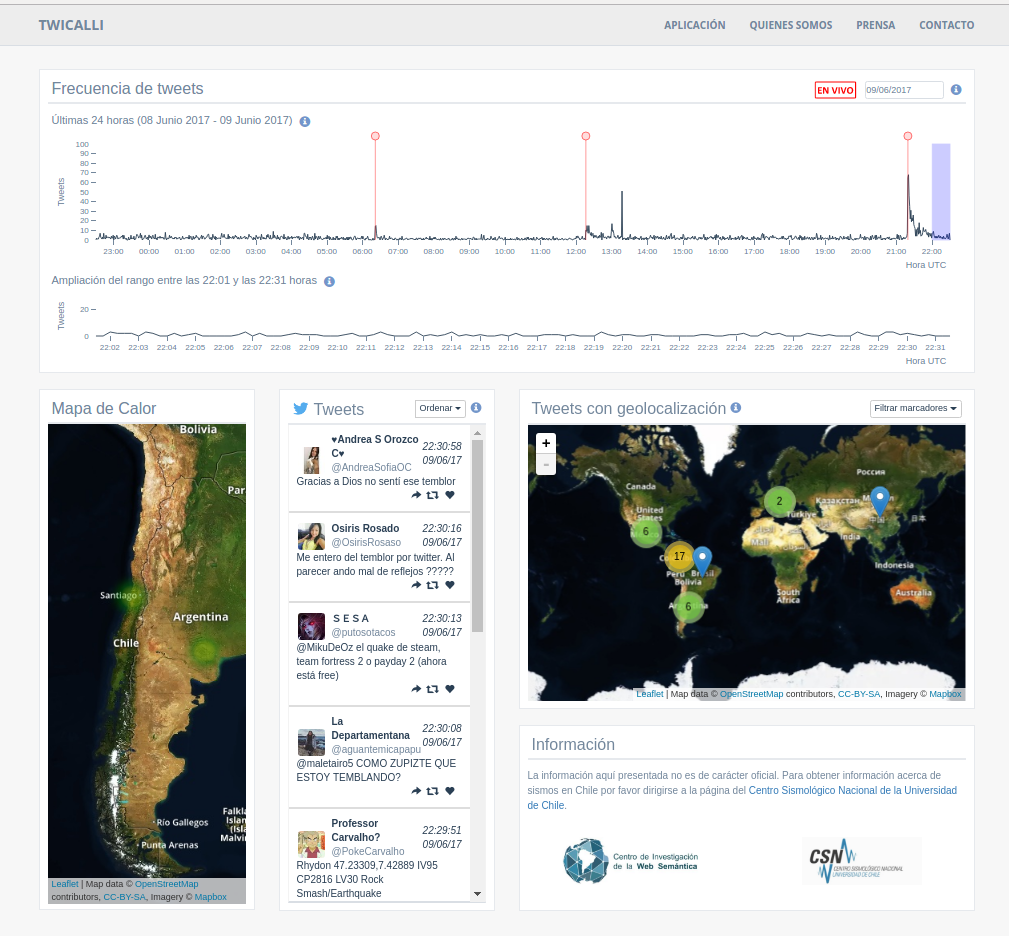 TWICALLI
APLICACIÓN QUIENES SOMOS PRENSA CONTACTO
Frecuencia de tweets
EN VIVO 09/06/2017
Últimas 24 horas (08 Junio 2017 - 09 Junio 2017)
Tweets
100
90
80
70
60
50
40
30
20
10
0
23:00 00:00 01:00 02:00 03:00 04:00 05:00 06:00 07:00 08:00 09:00 10:00 11:00 12:00 13:00 14:00 15:00 16:00 17:00 18:00 19:00 20:00 21:00 22:00
Hora UTC
Ampliación del rango entre las 22:01 y las 22:31 horas
Tweets
20
0
22:02 22:03 22:04 22:05 22:06 22:07 22:08 22:09 22:10 22:11 22:12 22:13 22:14 22:15 22:16 22:17 22:18 22:19 22:20 22:21 22:22 22:23 22:24 22:25 22:26 22:27 22:28 22:29 22:30 22:31
Hora UTC
Mapa de Calor
Bolivia
Par
Santiago
Argentina
Chile
Río Gallegos
Punta Arenas
Falkl
Islan
(Isla
Malvin
Leaflet | Map data © OpenStreetMap
contributors, CC-BY-SA, Imagery © Mapbox
Tweets
Ordenar
♥Andrea S Orozco
C♥
@AndreaSofiaOC
22:30:58
09/06/17
Gracias a Dios no sentí ese temblor
Osiris Rosado
@OsirisRosaso
22:30:16
09/06/17
Me entero del temblor por twitter. Al
parecer ando mal de reflejos ?????
S E S A
@putosotacos
22:30:13
09/06/17
@MikuDeOz el quake de steam,
team fortress 2 o payday 2 (ahora
está free)
La
Departamentana
@aguantemicapapu
22:30:08
09/06/17
@maletairo5 COMO ZUPIZTE QUE
ESTOY TEMBLANDO?
Professor
Carvalho?
@PokeCarvalho
22:29:51
09/06/17
Rhydon 47.23309,7.42889 IV95
CP2816 LV30 Rock
Smash/Earthquake
Tweets con geolocalización
Filtrar marcadores
+
-
Россия
Canada
United
States
2
Қазақстан
Türkiye
中国
日本
6
Mali
India
17
Perú Brasil
Bolivia
Indonesia
South
Africa
Australia
6
Leaflet | Map data © OpenStreetMap contributors, CC-BY-SA, Imagery © Mapbox
Información
La información aquí presentada no es de carácter oficial. Para obtener información acerca de
sismos en Chile por favor dirigirse a la página del Centro Sismológico Nacional de la Universidad
de Chile.
Centro de Investigación
de la Web Semántica
CSN
CENTRO SISMOLÓGICO NACIONAL
UNIVERSIDAD DE CHILE